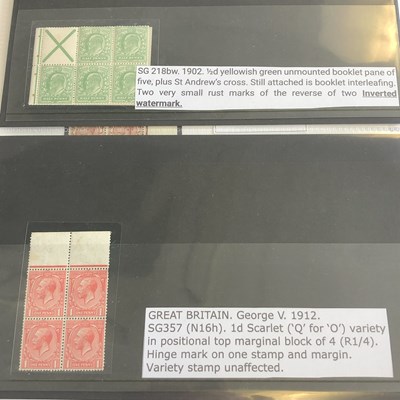 SG 218bw. 1902. ½d yellowish green unmounted booklet pane of
five, plus St Andrew's cross. Still attached is booklet interleafing.
Two very small rust marks of the reverse of two Inverted
watermark.
GREAT BRITAIN. George V. 1912.
SG357 (N16h). 1d Scarlet ('Q' for 'O') variety
in positional top marginal block of 4 (R1/4).
Hinge mark on one stamp and margin.
Variety stamp unaffected.